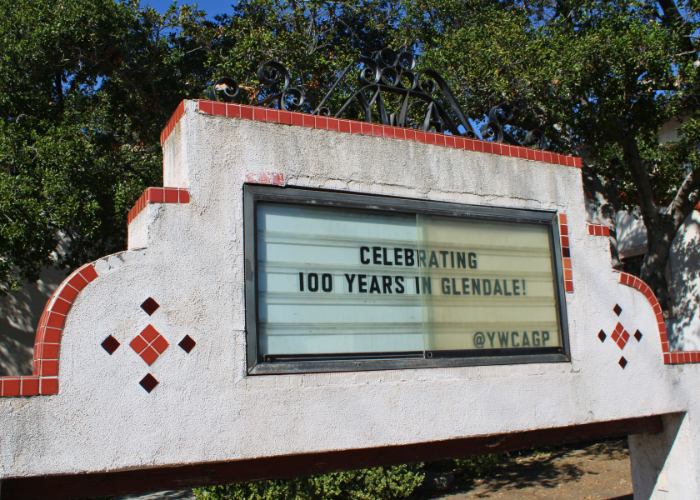 CELEBRATING
100 YEARS IN GLENDALE!
@YWCAGP